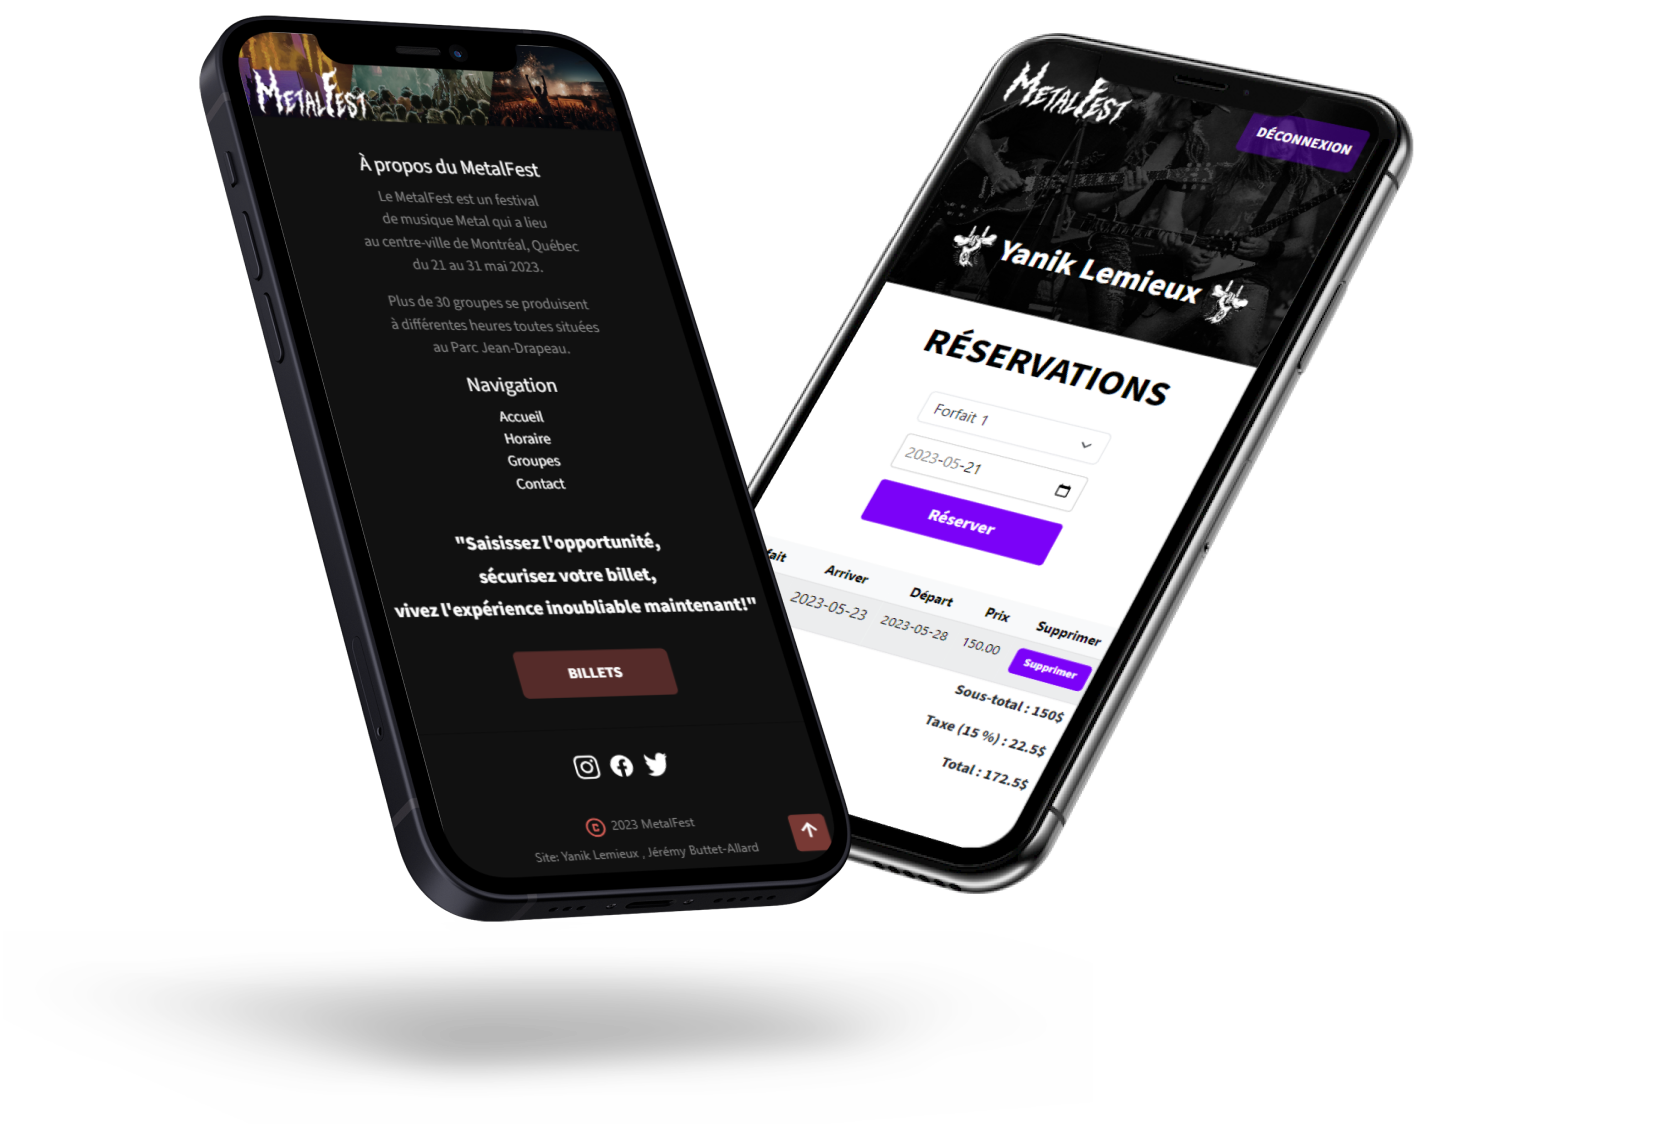 METALFEST
À propos du MetalFest
Le MetalFest est un festival
de musique Metal qui a lieu
au centre-ville de Montréal, Québec
du 21 au 31 mai 2023.
Plus de 30 groupes se produisent
à différentes heures toutes situées
au Parc Jean-Drapeau.
Navigation
Accueil
Horaire
Groupes
Contact
"Saisissez l'opportunité,
sécurisez votre billet,
vivez l'expérience inoubliable maintenant!"
BILLETS
© 2023 MetalFest
Site: Yanik Lemieux , Jérémy Buttet-Allard
METALFEST
DÉCONNEXION
Yanik Lemieux
RÉSERVATIONS
Forfait 1
2023-05-21
Réserver
fait Arriver Départ Prix Supprimer
2023-05-23 2023-05-28 150.00 Supprimer
Sous-total : 150$
Taxe (15 %) : 22.5$
Total : 172.5$